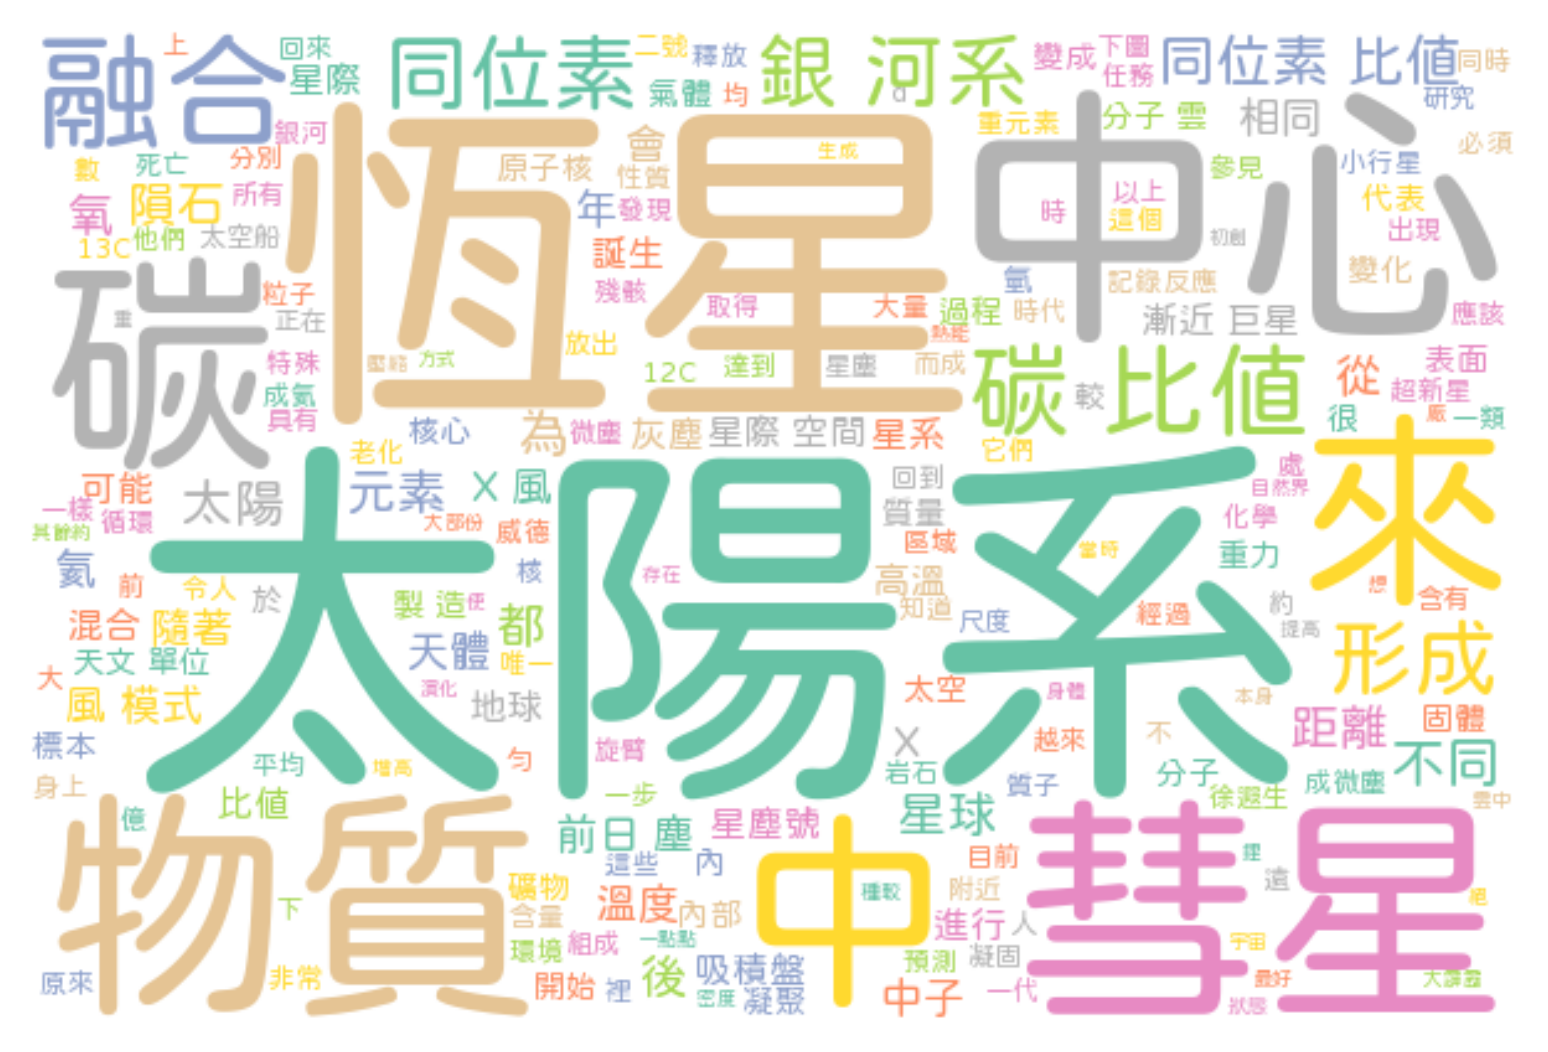 融合 上 回來 星際 同位素 二號 釋放 氣體 均 銀 河系 變成 下圖 任務 同位素 比值 同時 研究
銀河 恆星 原子核 會 性質 生成 中心 重元素 分子 雲 相同 必須
數 死亡 分別 參見 小行星
氧 隕石 所有 年 發現 時 以上 這個 代表 出現
13C 他們 太空船 誕生 初創
碳 粒子 正在 重 殘骸 取得 大量 過程 時代 氫 記錄 反應 變化
漸近 巨星 應該 熱能
特殊 壓縮 方式 放出 12C 達到 星塵 而成 碳 比值 較 從 表面 超新星
成氦 具有 很 廠 一類
核心 為 微塵 灰塵 星際 空間 星系 它們 來
老化 太陽系 處 自然界
可能 太陽 元素 X 風 回到 質量 化學
一樣 循環 其餘約 大部份 威德 區域 當時 重力
氦 前 令人 於 核 存在 高溫 知道 想 含有
混合 隨著 製 造 便 都 尺度 經過 約 提高
天文 單位 天體 唯一 形成
大 風 模式 演化 地球 太空 身體 本身 距離 固體
標本 旋臂 X 越來 不 不同
身上 平均 增高 勻 岩石 質子 分子 成微塵
物質 億 比值 一步 前日 塵 星塵號 星球 徐遐生 雲中
這些 內 中 種較 目前 鋰 彗星
下 礦物 含量 溫度 內部 附近 遠 絕
環境 組成 一點點 進行 人 宇宙
原來 非常 開始 裡 後 吸積盤 密度 凝聚 預測 凝固 中子 一代 最好 狀態 大霹靂